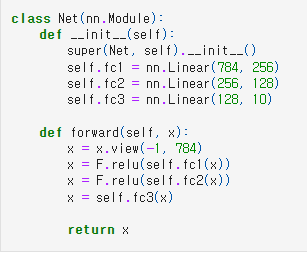 class Net(nn.Module):
    def __init__(self):
        super(Net, self).__init__()
        self.fc1 = nn.Linear(784, 256)
        self.fc2 = nn.Linear(256, 128)
        self.fc3 = nn.Linear(128, 10)

    def forward(self, x):
        x = x.view(-1, 784)
        x = F.relu(self.fc1(x))
        x = F.relu(self.fc2(x))
        x = self.fc3(x)

        return x